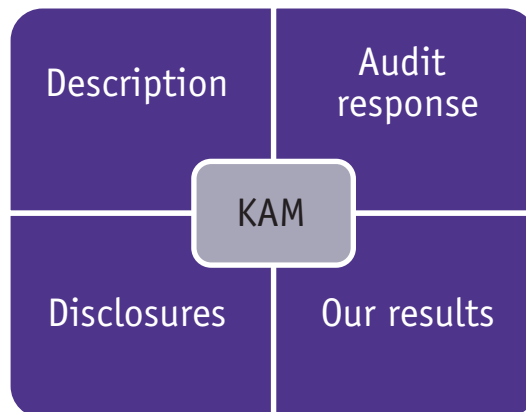 Description
Audit
response
KAM
Disclosures
Our results